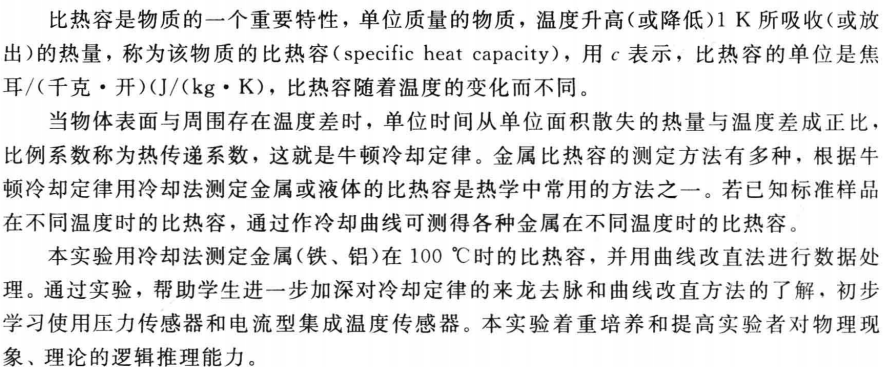 比热容是物质的一个重要特性，单位质量的物质，温度升高(或降低)1 K 所吸收(或放
出)的热量，称为该物质的比热容(specific heat capacity)，用 c 表示，比热容的单位是焦
耳/(千克·开)(J/(kg·K)，比热容随着温度的变化而不同。
当物体表面与周围存在温度差时，单位时间从单位面积散失的热量与温度差成正比，
比例系数称为热传递系数，这就是牛顿冷却定律。金属比热容的测定方法有多种，根据牛
顿冷却定律用冷却法测定金属或液体的比热容是热学中常用的方法之一。若已知标准样品
在不同温度时的比热容，通过作冷却曲线可测得各种金属在不同温度时的比热容。
本实验用冷却法测定金属(铁、铝)在 100 ℃时的比热容，并用曲线改直法进行数据处
理。通过实验，帮助学生进一步加深对冷却定律的来龙去脉和曲线改直方法的了解，初步
学习使用压力传感器和电流型集成温度传感器。本实验着重培养和提高实验者对物理现
象、理论的逻辑推理能力。